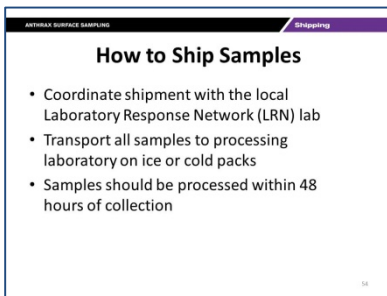 ANTHRAX SURFACE SAMPLING
Shipping
How to Ship Samples
• Coordinate shipment with the local
Laboratory Response Network (LRN) lab
• Transport all samples to processing
laboratory on ice or cold packs
• Samples should be processed within 48
hours of collection
54